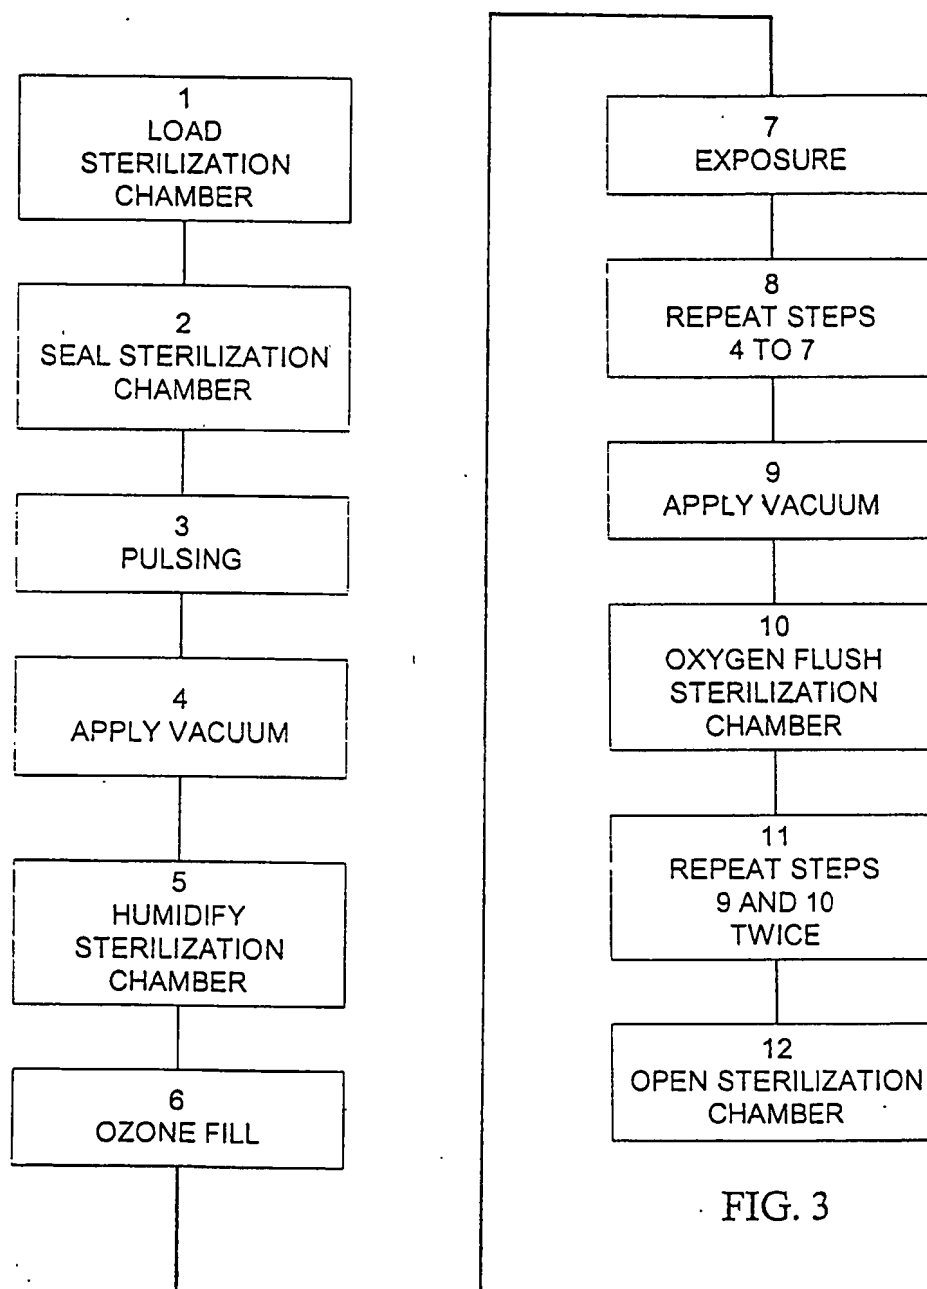 1
LOAD
STERILIZATION
CHAMBER
2
SEAL STERILIZATION
CHAMBER
3
PULSING
4
APPLY VACUUM
5
HUMIDIFY
STERILIZATION
CHAMBER
6
OZONE FILL
7
EXPOSURE
8
REPEAT STEPS
4 TO 7
9
APPLY VACUUM
10
OXYGEN FLUSH
STERILIZATION
CHAMBER
11
REPEAT STEPS
9 AND 10
TWICE
12
OPEN STERILIZATION
CHAMBER
FIG. 3